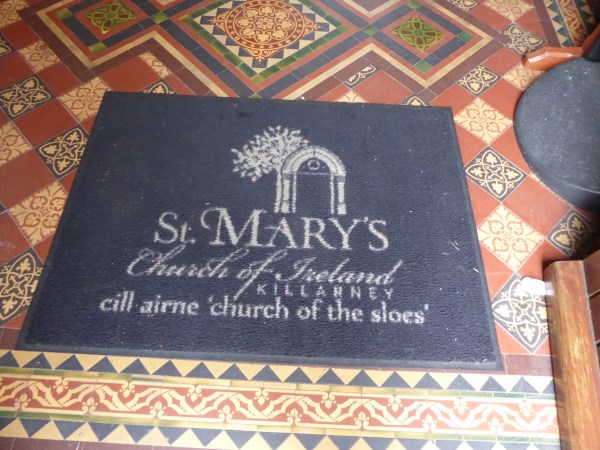 St. MARY'S
Church of Ireland
KILLARNEY
cill airne 'church of the sloes'